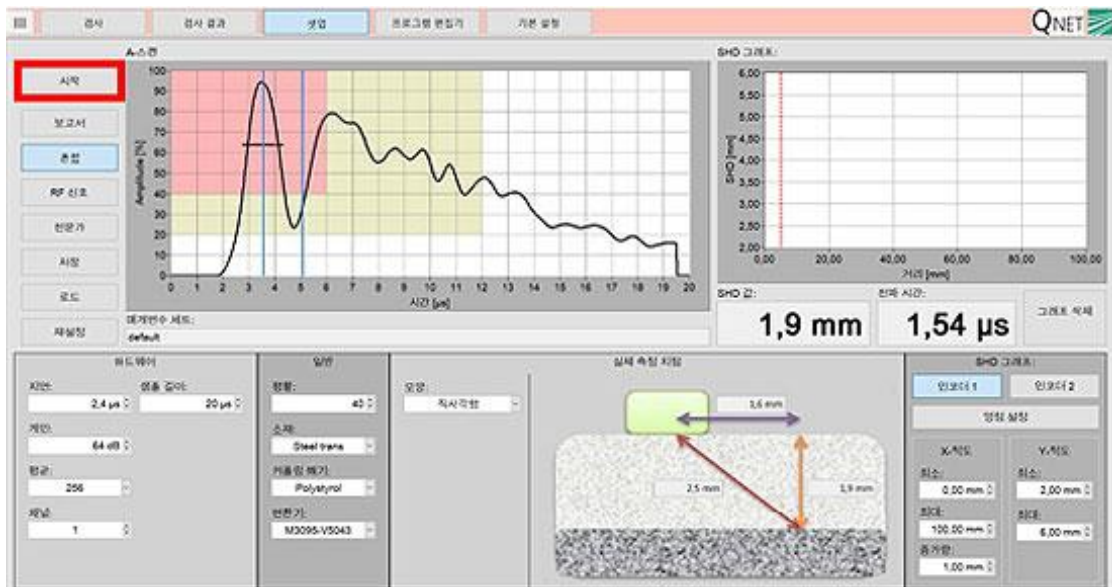 검사 검사 결과 셋업 프로그램 편집기 기본 설정
QNET
A-스캔
시작
보고서
혼합
RF 신호
전문가
저장
로드
재설정
Amplitude [%]
100
90
80
70
60
50
40
30
20
10
0
0 1 2 3 4 5 6 7 8 9 10 11 12 13 14 15 16 17 18 19 20
시간 [µs]
매개변수 세트:
default
SHO 그래프:
SHO [mm]
6,00
5,50
5,00
4,50
4,00
3,50
3,00
2,50
2,00
0,00 20,00 40,00 60,00 80,00 100,00
거리 [mm]
SHO 값: 전파 시간:
1,9 mm 1,54 µs 그래프 삭제
하드웨어
지연: 샘플 길이:
2,4 µs 20 µs
게인:
64 dB
평균:
256
채널:
1
일반
소재:
Steel trans
커플링 쐐기:
Polystyrol
변환기:
M3095-V5043
모양:
직사각형
실제 측정 지점
1,6 mm
2,5 mm
1,9 mm
SHO 그래프:
인코더 1 인코더 2
영점 설정
X-척도 Y-척도
최소: 최소:
0,00 mm 2,00 mm
최대: 최대:
100,00 mm 6,00 mm
증가량:
1,00 mm